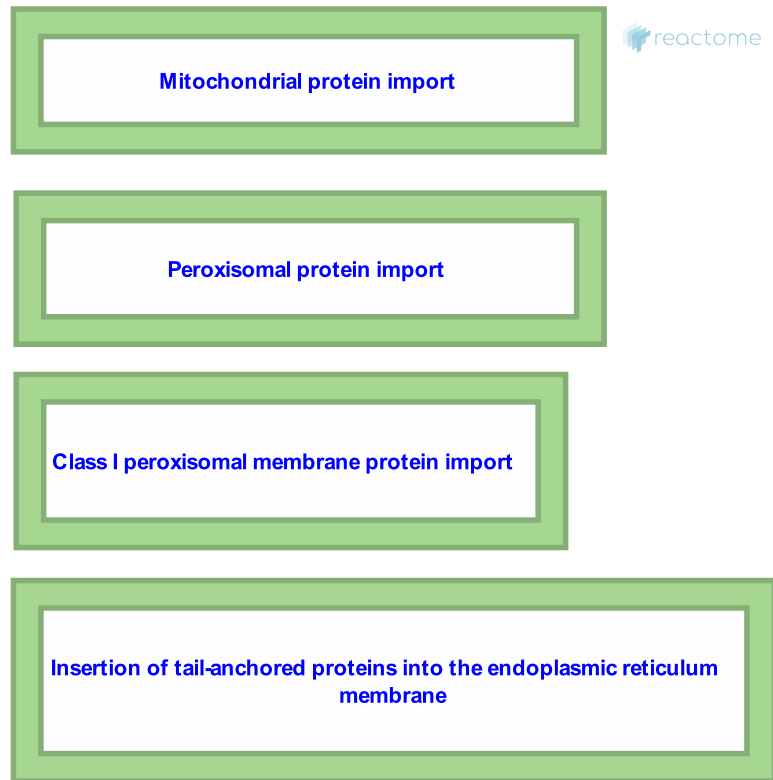 reactome
Mitochondrial protein import
Peroxisomal protein import
Class I peroxisomal membrane protein import
Insertion of tail-anchored proteins into the endoplasmic reticulum
membrane